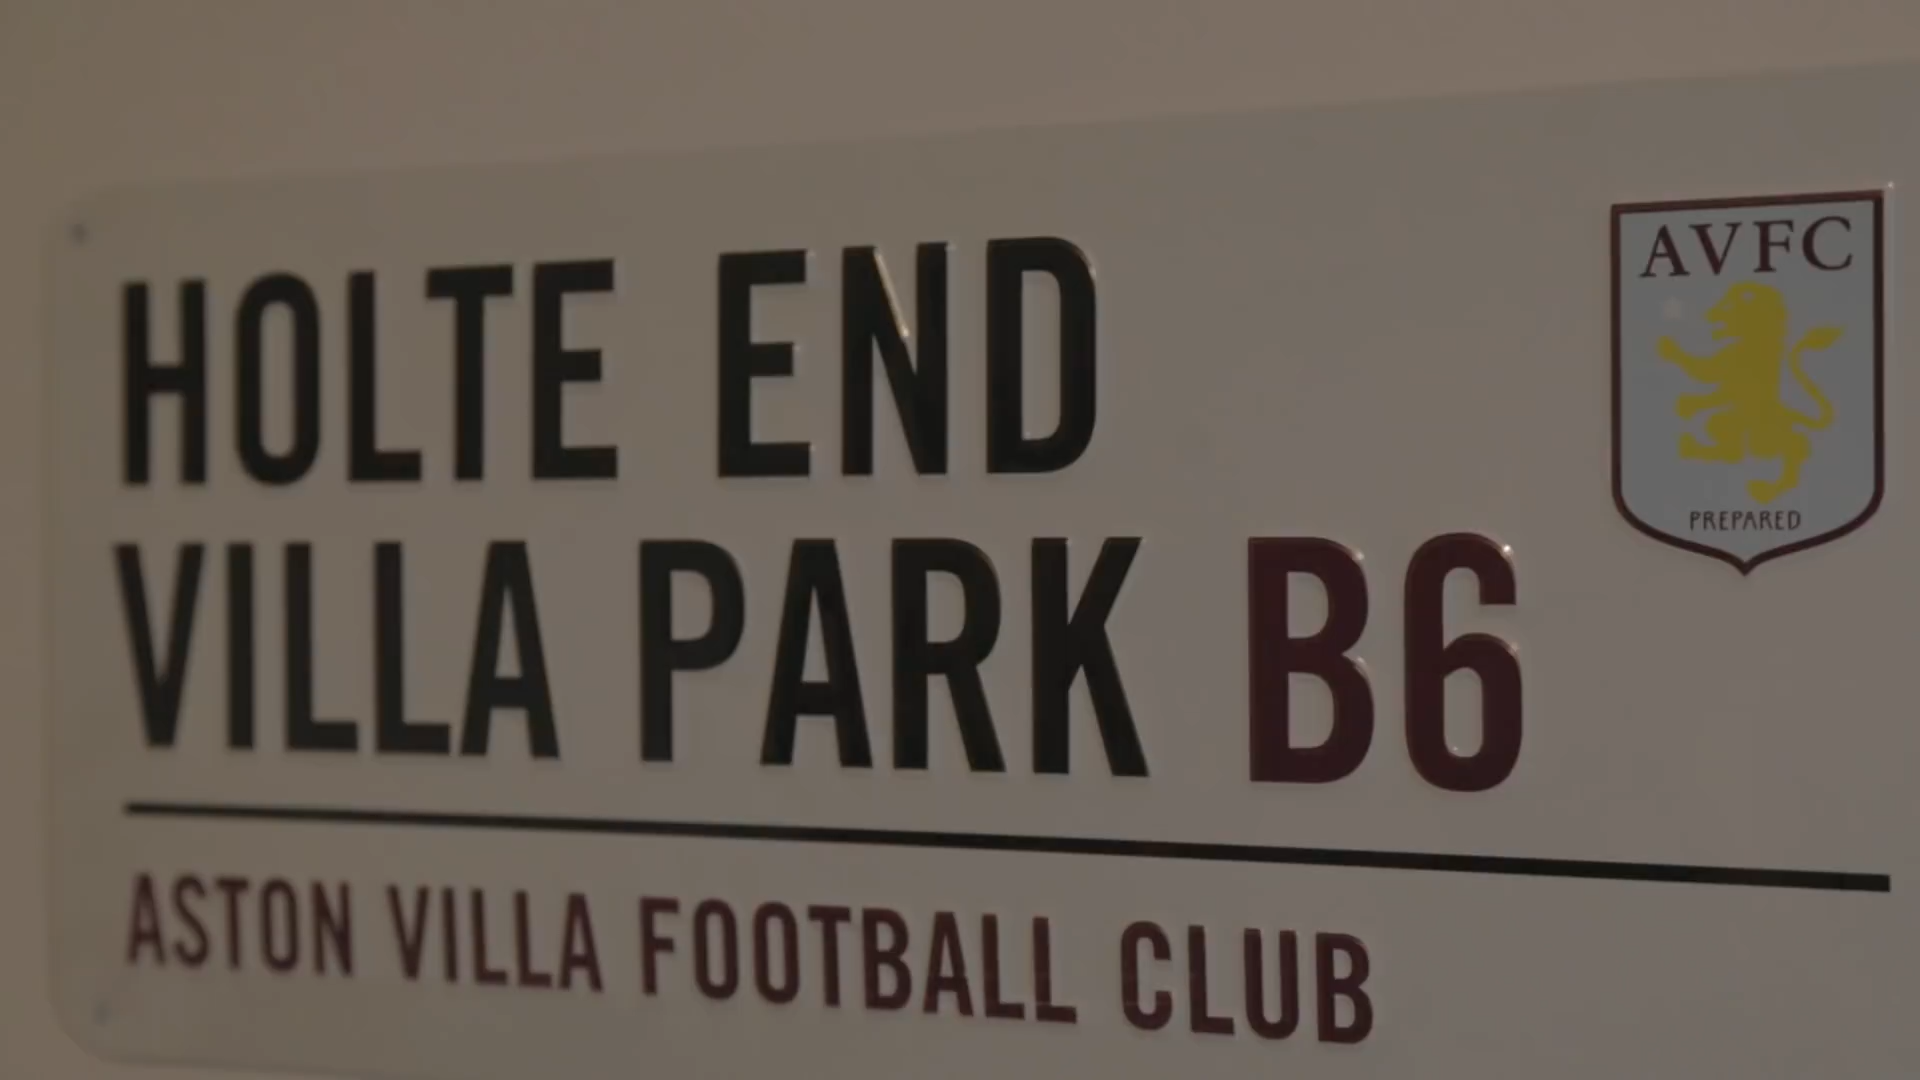 HOLTE END
VILLA PARK B6
ASTON VILLA FOOTBALL CLUB
AVFC
PREPARED